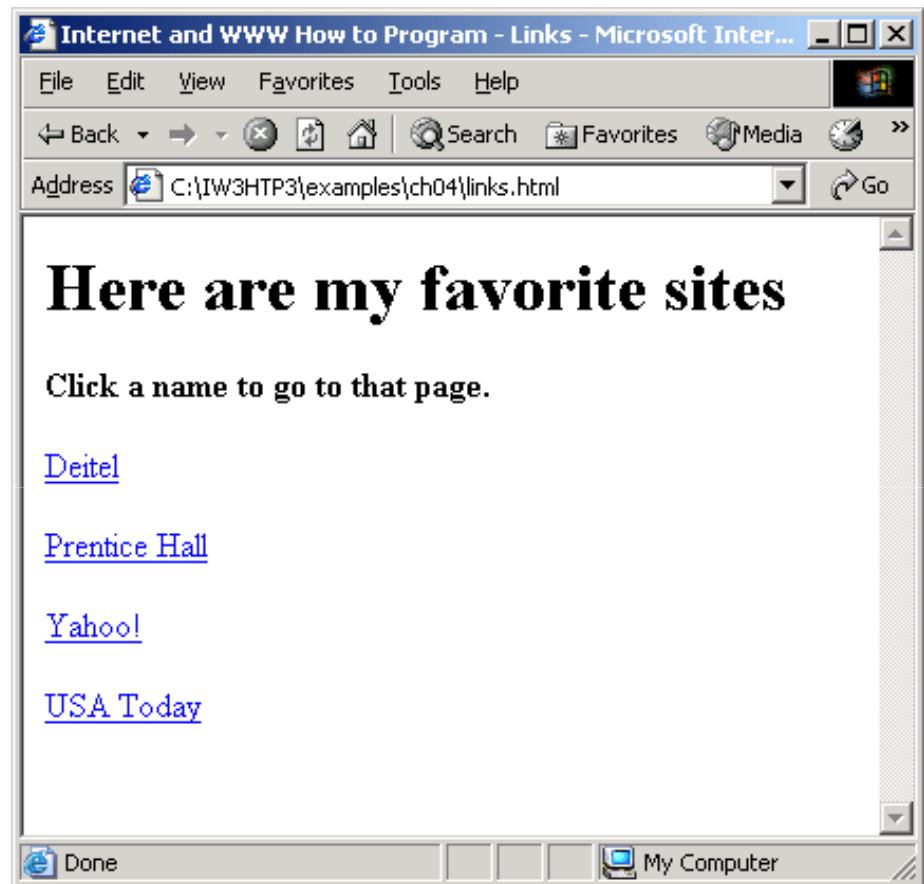 Internet and WWW How to Program - Links - Microsoft Inter...
File Edit View Favorites Tools Help
Back Search Favorites Media »
Address C:\IW3HTP3\examples\ch04\links.html Go
Here are my favorite sites
Click a name to go to that page.
Deitel
Prentice Hall
Yahoo!
USA Today
Done My Computer